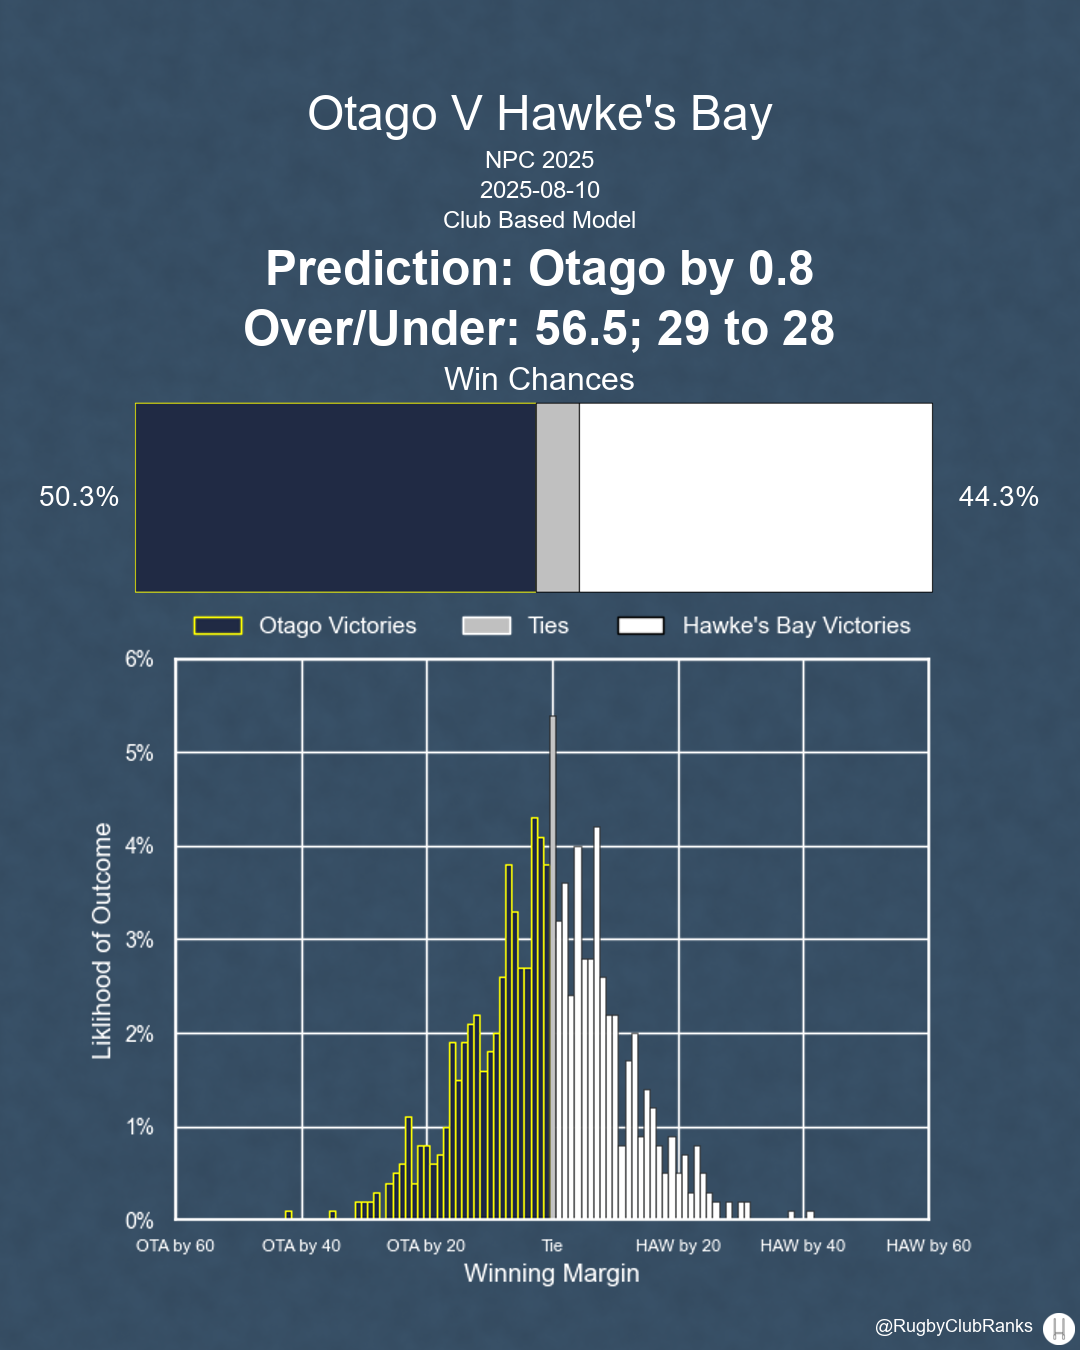 Otago V Hawke's Bay
NPC 2025
2025-08-10
Club Based Model
Prediction: Otago by 0.8
Over/Under: 56.5; 29 to 28
Win Chances
50.3%
44.3%
Otago Victories
Ties
Hawke's Bay Victories
6%
5%
4%
3%
2%
1%
0%
Liklihood of Outcome
OTA by 60
OTA by 40
OTA by 20
Tie
HAW by 20
HAW by 40
HAW by 60
Winning Margin
@RugbyClubRanks